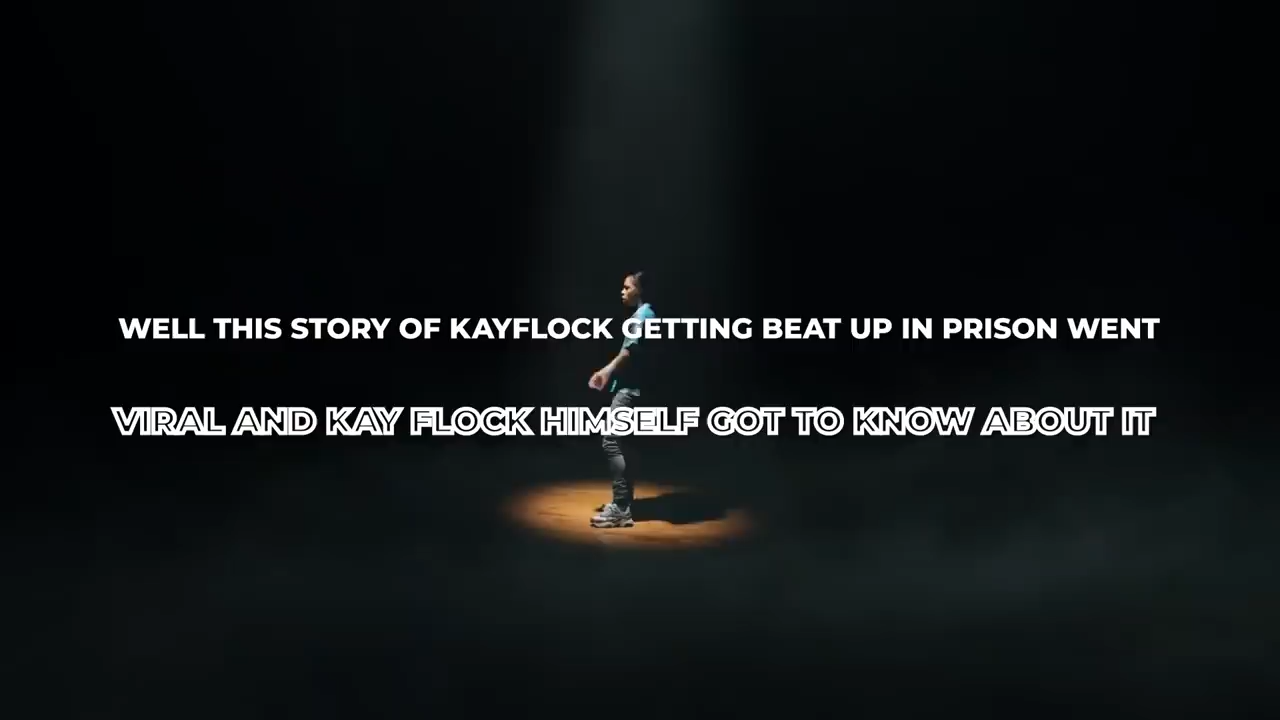 WELL THIS STORY OF KAYFLOCK GETTING BEAT UP IN PRISON WENT
VIRAL AND KAY FLOCK HIMSELF GOT TO KNOW ABOUT IT